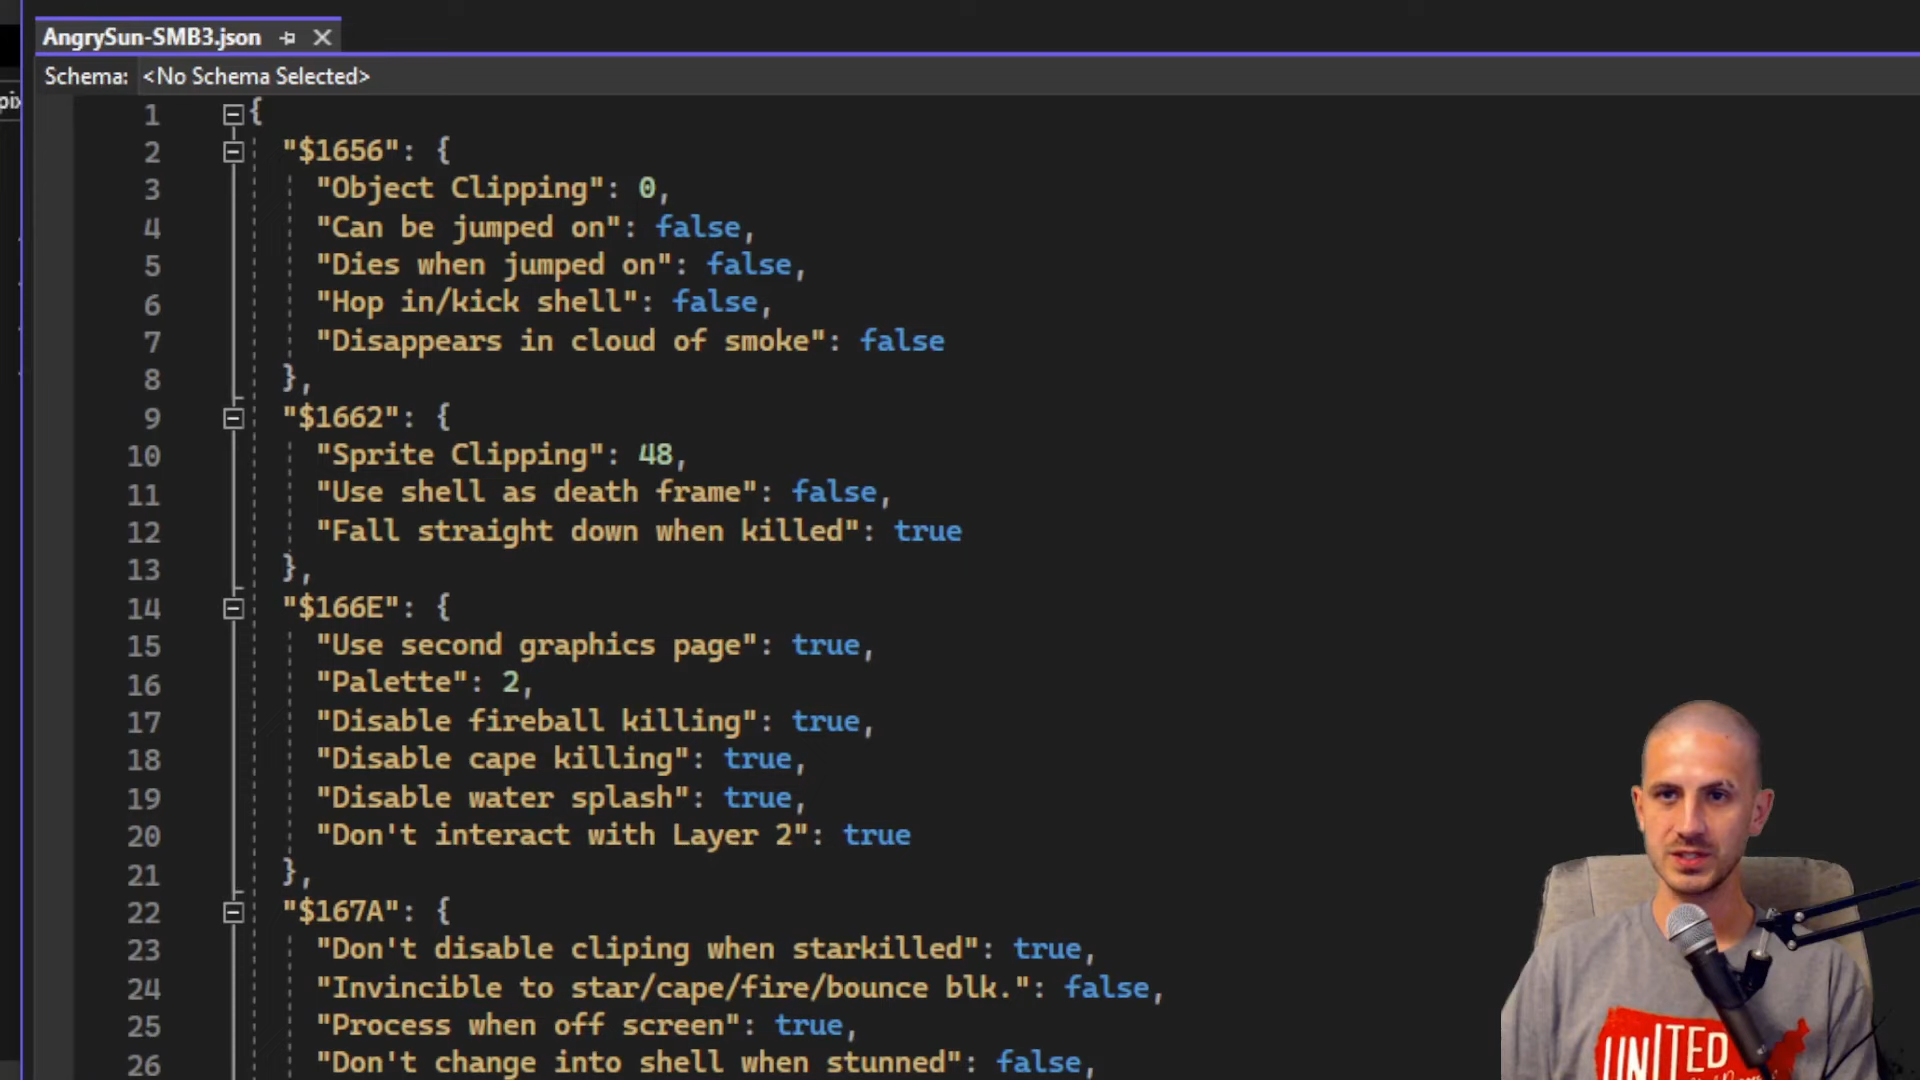 AngrySun-SMB3.json
Schema: <No Schema Selected>
pix
1 {
2 "$1656": {
3 "Object Clipping": 0,
4 "Can be jumped on": false,
5 "Dies when jumped on": false,
6 "Hop in/kick shell": false,
7 "Disappears in cloud of smoke": false
8 },
9 "$1662": {
10 "Sprite Clipping": 48,
11 "Use shell as death frame": false,
12 "Fall straight down when killed": true
13 },
14 "$166E": {
15 "Use second graphics page": true,
16 "Palette": 2,
17 "Disable fireball killing": true,
18 "Disable cape killing": true,
19 "Disable water splash": true,
20 "Don't interact with Layer 2": true
21 },
22 "$167A": {
23 "Don't disable cliping when starkilled": true,
24 "Invincible to star/cape/fire/bounce blk.": false,
25 "Process when off screen": true,
26 "Don't change into shell when stunned": false,
UNITED